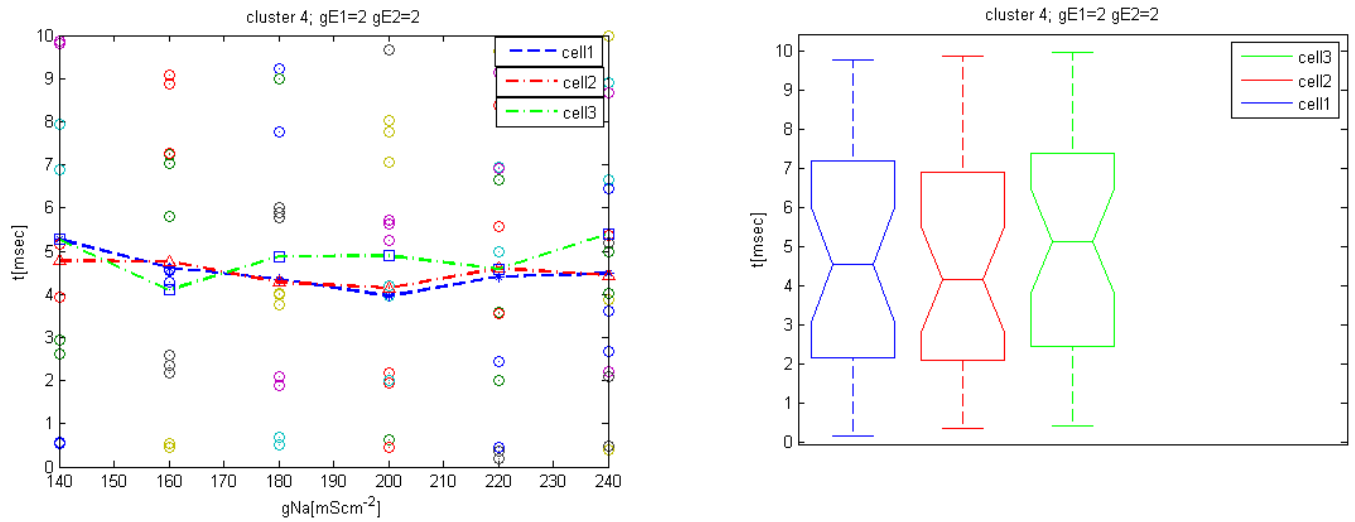 cluster 4; gE1=2 gE2=2
10
9
8
7
6
5
4
3
2
1
0
t[msec]
cell1
cell2
cell3
140 150 160 170 180 190 200 210 220 230 240
gNa[mScm-2]
cluster 4; gE1=2 gE2=2
10
9
8
7
6
5
4
3
2
1
0
t[msec]
cell3
cell2
cell1